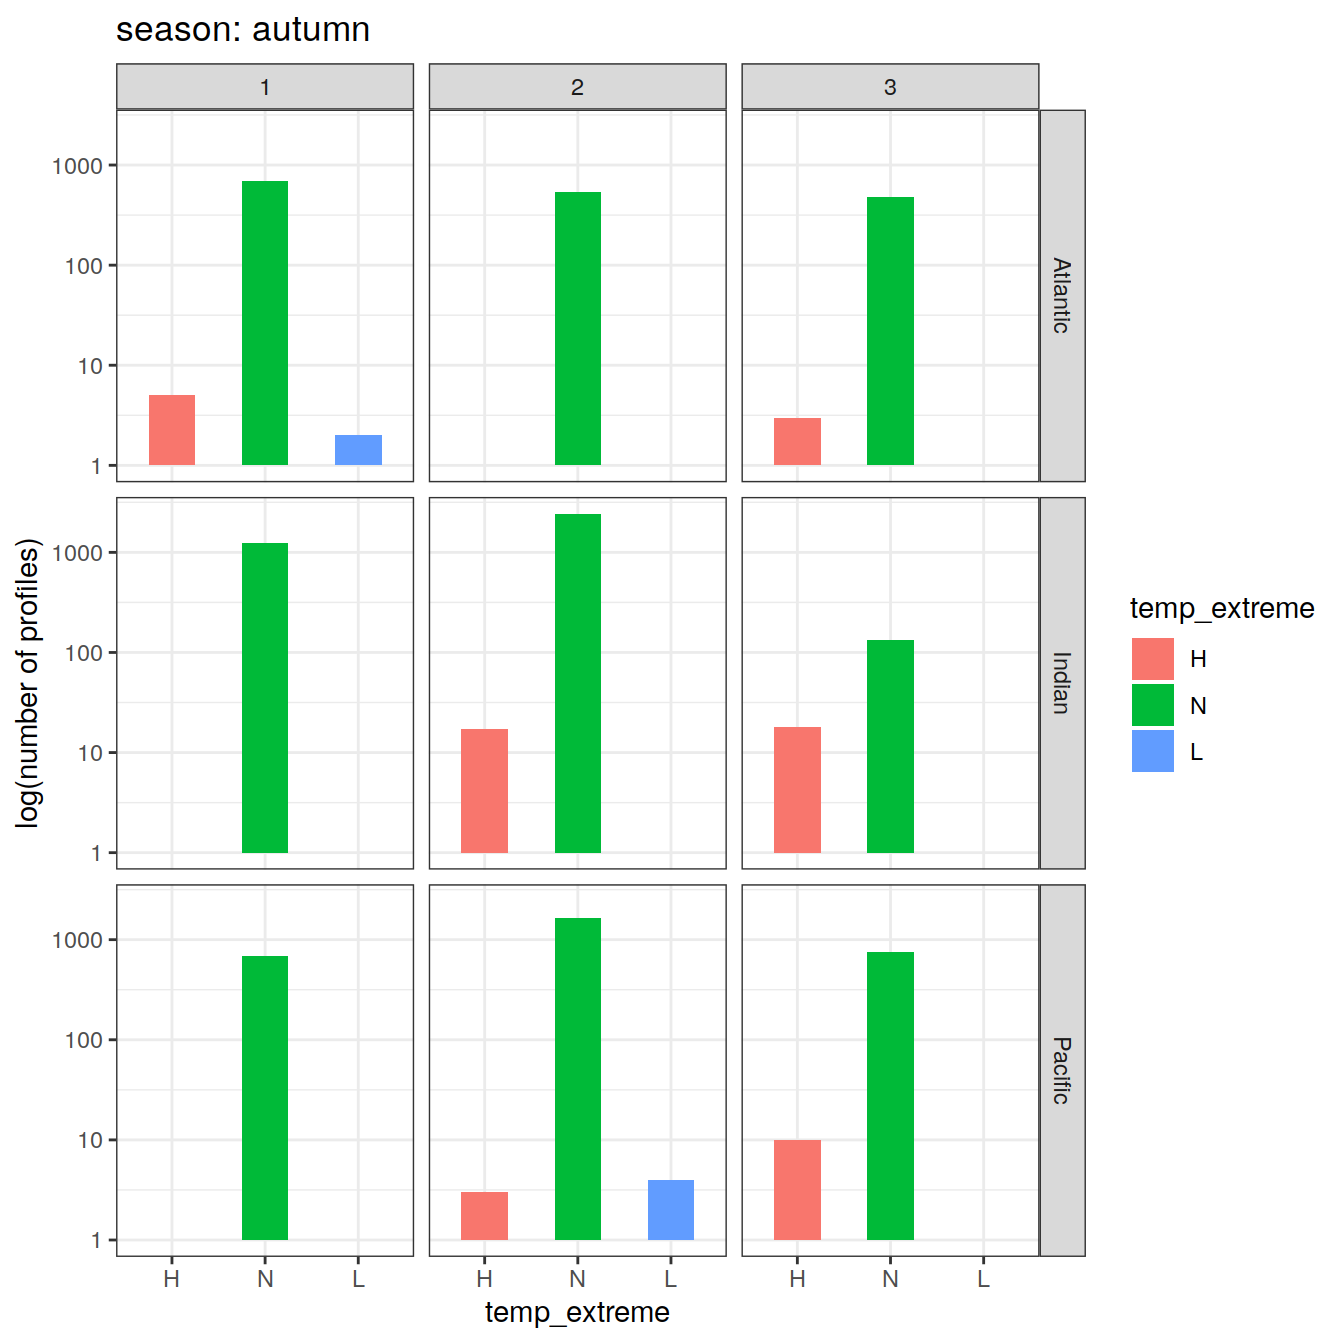 season: autumn
1 2 3
1000
100
10
1
Atlantic
1000
100
10
1
Indian
1000
100
10
1
Pacific
H N L H N L H N L
temp_extreme
log(number of profiles)
temp_extreme
H
N
L